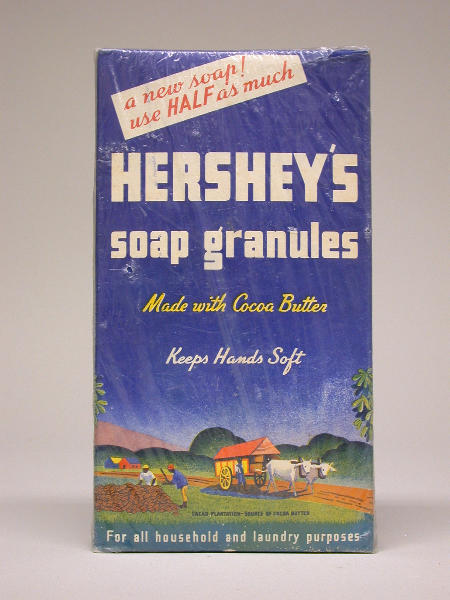 a new soap!
use HALF as much
HERSHEY'S
soap granules
Made with Cocoa Butter
Keeps Hands Soft
CACAO PLANTATION - SOURCE OF COCOA BUTTER
For all household and laundry purposes